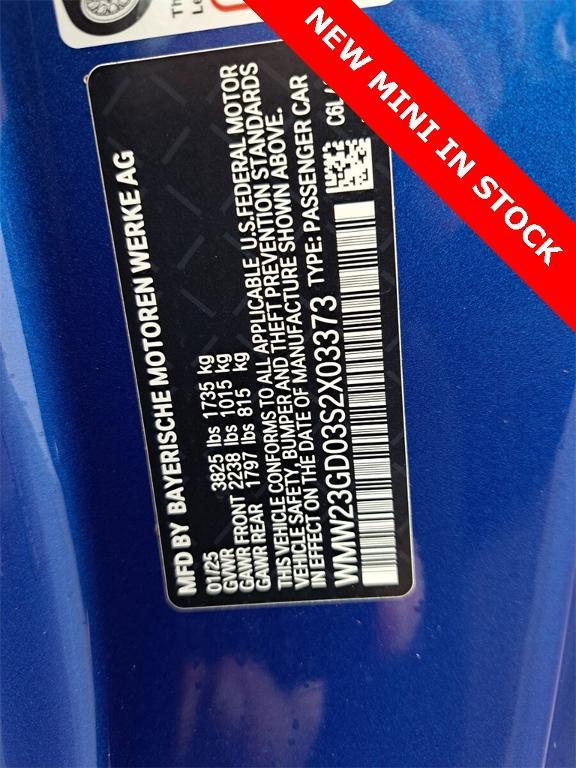 NEW MINI IN STOCK
MFD BY BAYERISCHE MOTOREN WERKE AG
01/25
GVWR 3825 lbs 1735 kg
GAWR FRONT 2238 lbs 1015 kg
GAWR REAR 1797 lbs 815 kg
THIS VEHICLE CONFORMS TO ALL APPLICABLE U.S.FEDERAL MOTOR
VEHICLE SAFETY, BUMPER AND THEFT PREVENTION STANDARDS
IN EFFECT ON THE DATE OF MANUFACTURE SHOWN ABOVE.
WMW23GD03S2X03373 TYPE: PASSENGER CAR